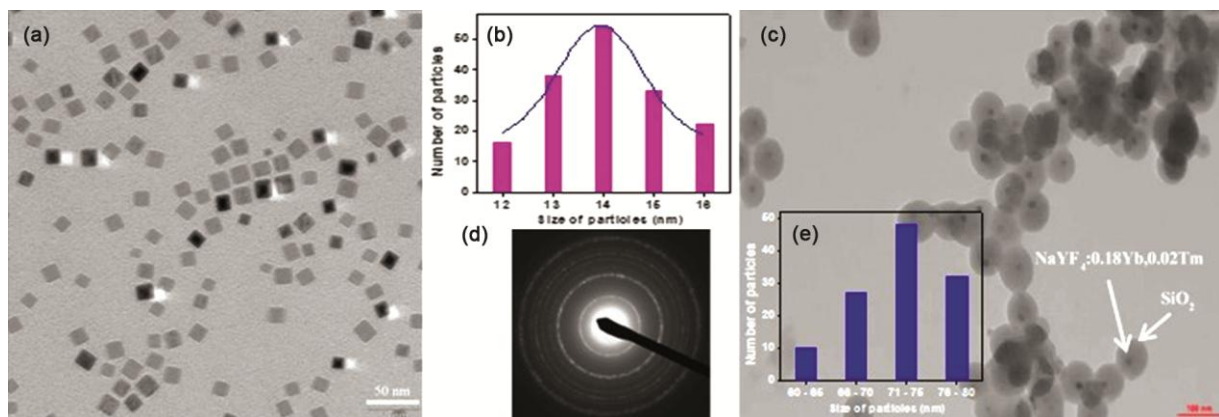 (a)
50 nm
(b)
Number of particles
50
40
30
20
10
0
12 13 14 15 16
Size of particles (nm)
(d)
(c)
(e)
Number of particles
50
40
30
20
10
0
60 - 65 66 - 70 71 - 75 76 - 80
Size of particles (nm)
NaYF₄:0.18Yb,0.02Tm
SiO₂
100 nm